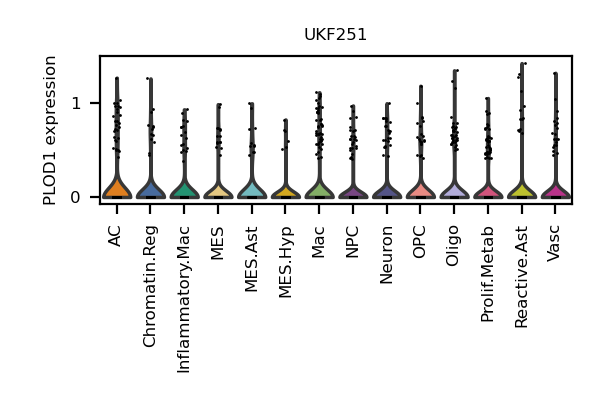 UKF251
PLOD1 expression
1
0
AC
Chromatin.Reg
Inflammatory.Mac
MES
MES.Ast
MES.Hyp
Mac
NPC
Neuron
OPC
Oligo
Prolif.Metab
Reactive.Ast
Vasc